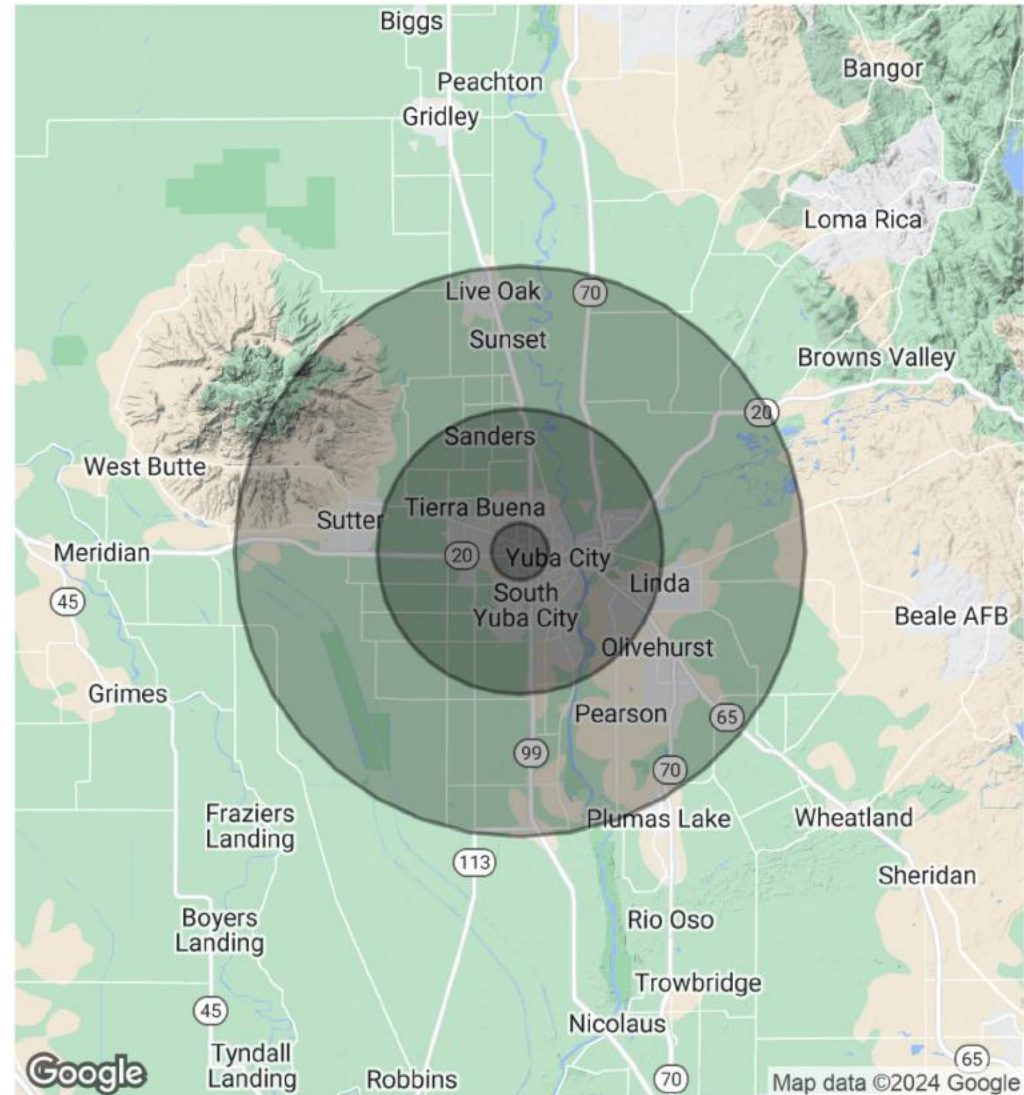 Biggs
Peachton
Gridley
Bangor
Loma Rica
Live Oak
70
Sunset
Browns Valley
20
Sanders
West Butte
Tierra Buena
Sutter
Meridian
20
Yuba City
Linda
45
South
Yuba City
Beale AFB
Olivehurst
Grimes
Pearson
65
99
70
Fraziers
Landing
Plumas Lake
Wheatland
113
Sheridan
Boyers
Landing
Rio Oso
Trowbridge
45
Nicolaus
Tyndall
Landing
Robbins
70
65
Google
Map data ©2024 Google